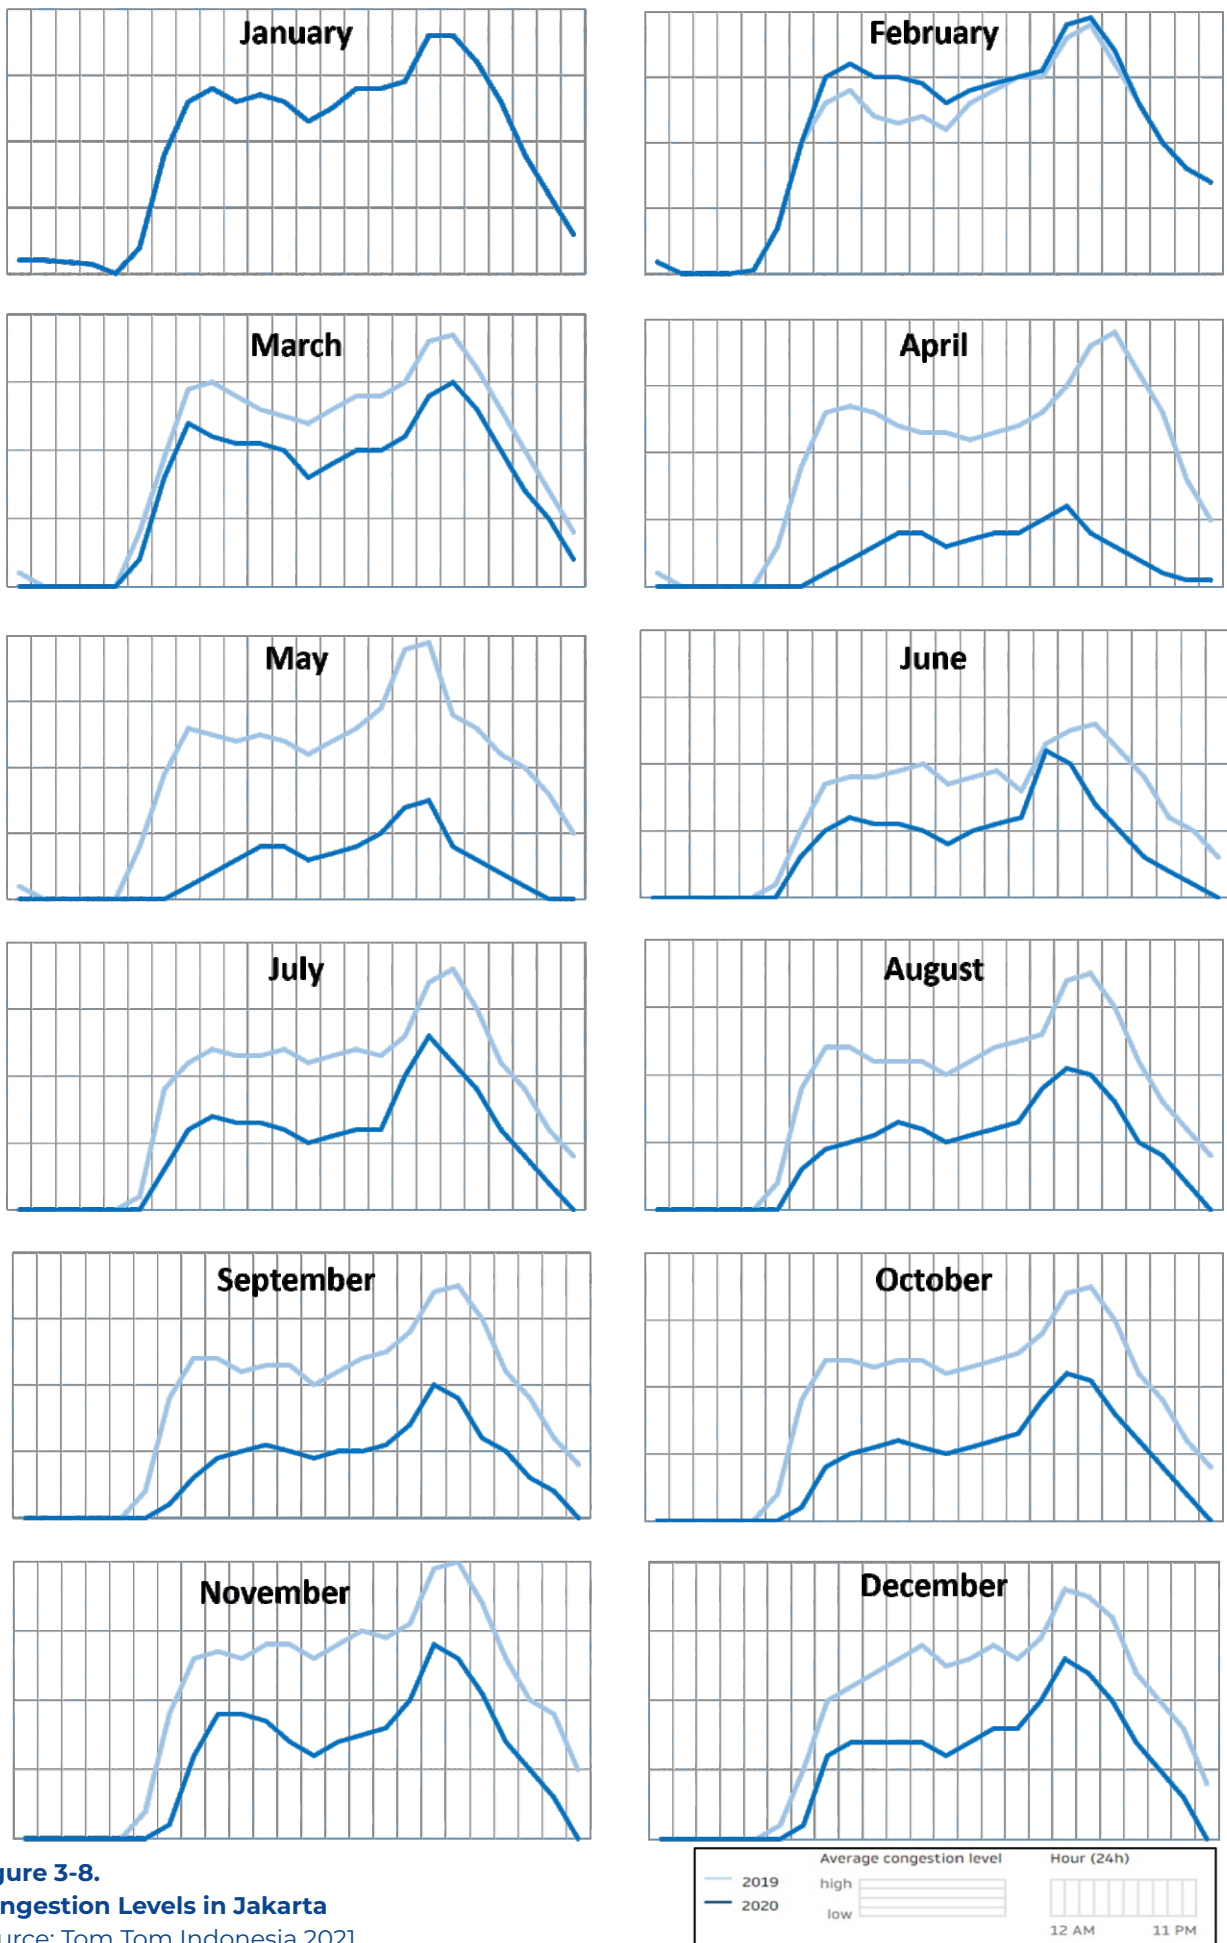 January
February
March
April
May
June
July
August
September
October
November
December
gure 3-8.
ngestion Levels in Jakarta
urce: Tom Tom Indonesia 2021
2019
2020
Average congestion level
high
low
Hour (24h)
12 AM 11 PM